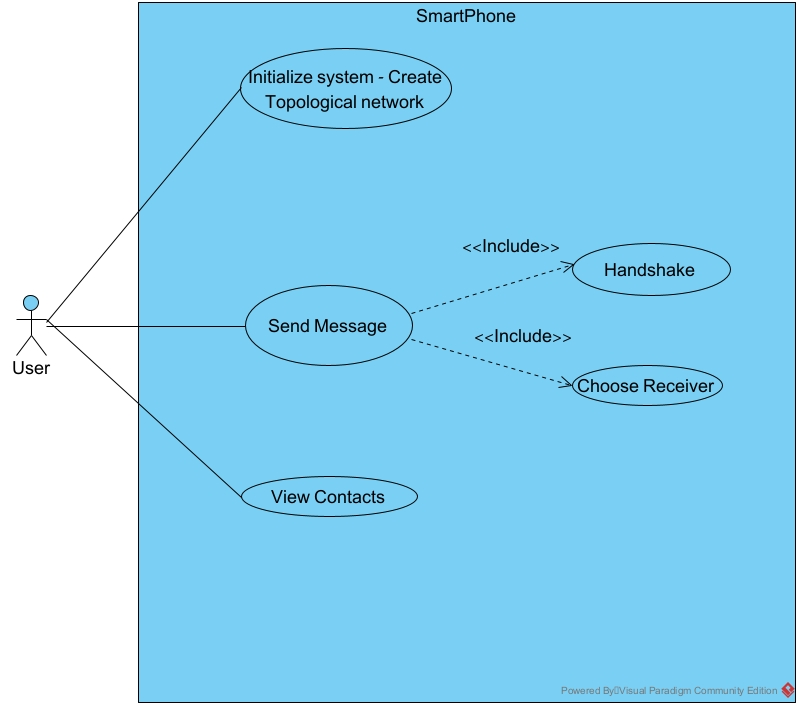 SmartPhone
Initialize system - Create
Topological network
<<Include>>
Handshake
Send Message
<<Include>>
User
Choose Receiver
View Contacts
Powered By▯Visual Paradigm Community Edition